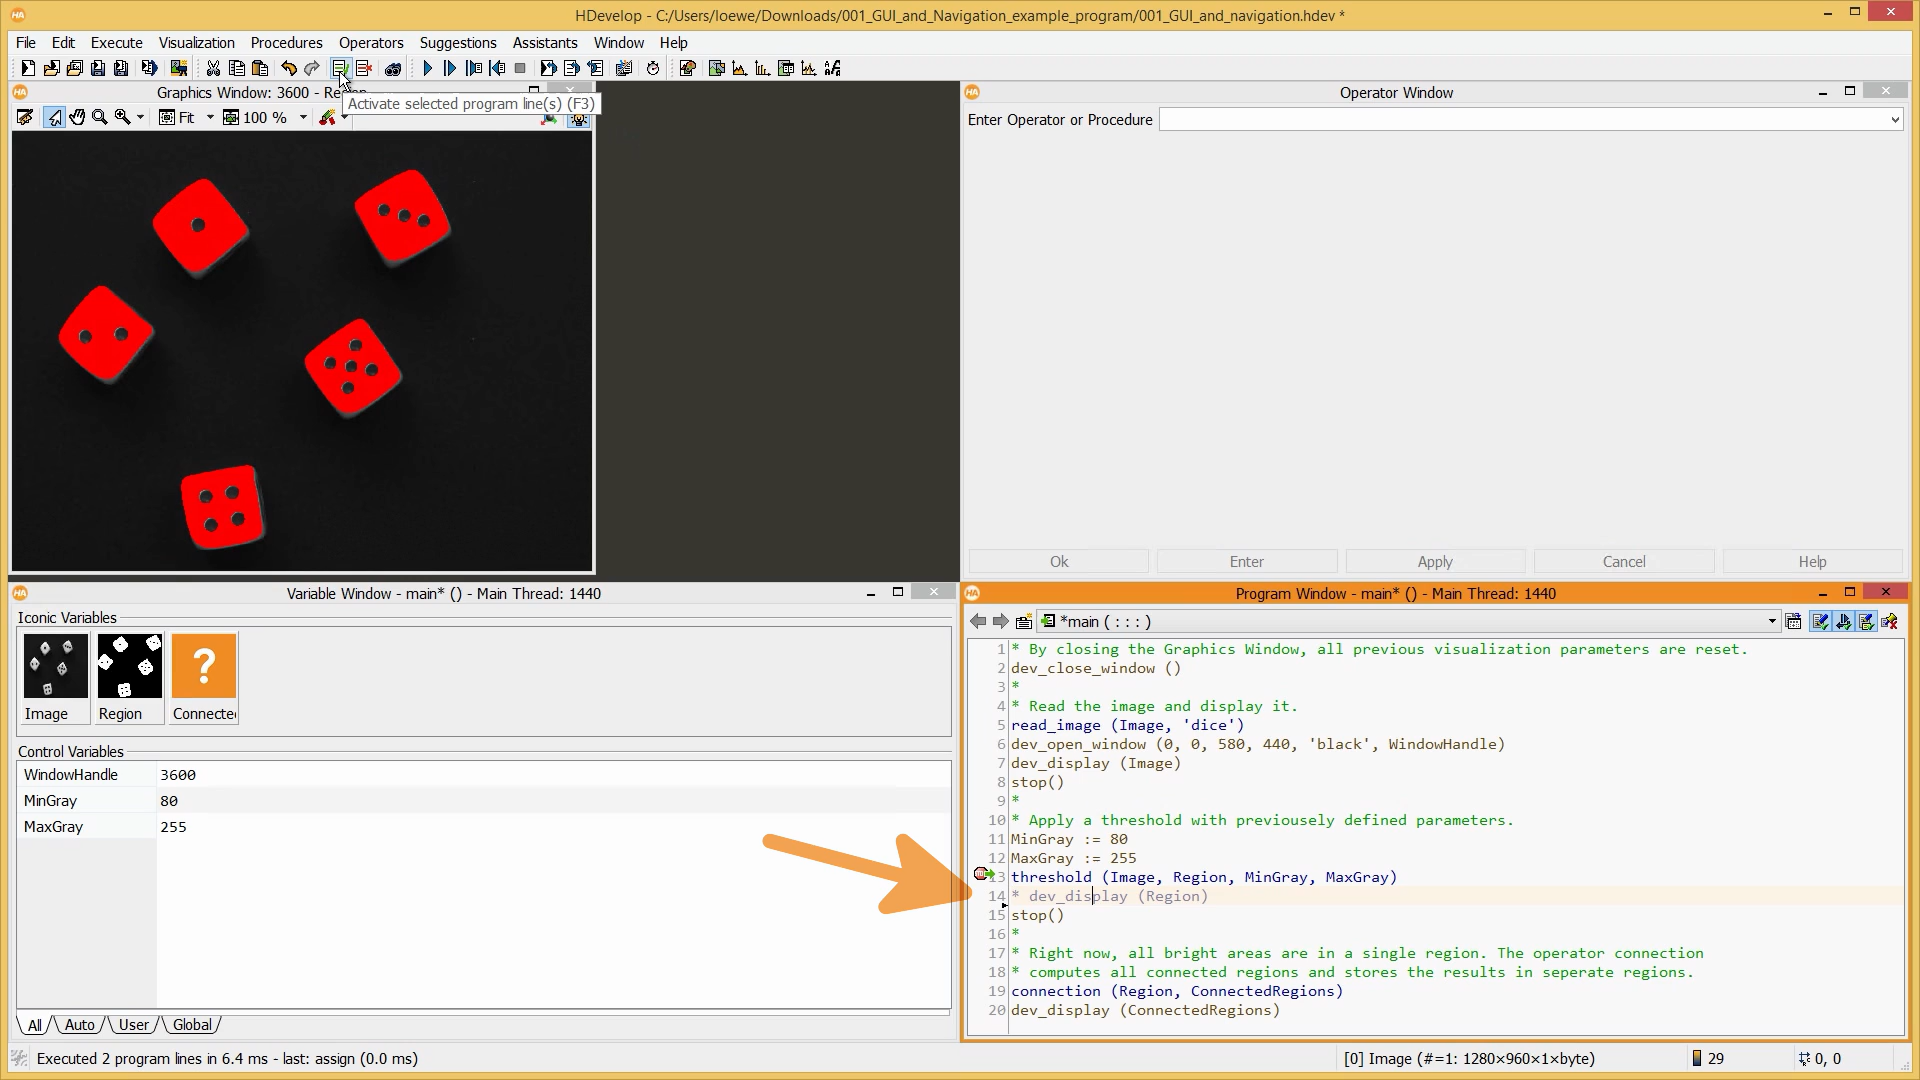 HDevelop - C:/Users/loewe/Downloads/001_GUI_and_Navigation_example_program/001_GUI_and_navigation.hdev *
File Edit Execute Visualization Procedures Operators Suggestions Assistants Window Help
Graphics Window: 3600 -
Activate selected program line(s) (F3)
Fit 100 %
Operator Window
Enter Operator or Procedure
Ok Enter Apply Cancel Help
Variable Window - main* () - Main Thread: 1440
Iconic Variables
?
Image Region Connecte
Control Variables
WindowHandle 3600
MinGray 80
MaxGray 255
All Auto User Global
Program Window - main* () - Main Thread: 1440
*main ( : : : )
1 * By closing the Graphics Window, all previous visualization parameters are reset.
2 dev_close_window ()
3 *
4 * Read the image and display it.
5 read_image (Image, 'dice')
6 dev_open_window (0, 0, 580, 440, 'black', WindowHandle)
7 dev_display (Image)
8 stop()
9 *
10 * Apply a threshold with previousely defined parameters.
11 MinGray := 80
12 MaxGray := 255
13 threshold (Image, Region, MinGray, MaxGray)
14 * dev_display (Region)
15 stop()
16 *
17 * Right now, all bright areas are in a single region. The operator connection
18 * computes all connected regions and stores the results in seperate regions.
19 connection (Region, ConnectedRegions)
20 dev_display (ConnectedRegions)
Executed 2 program lines in 6.4 ms - last: assign (0.0 ms)
[0] Image (#=1: 1280×960×1×byte) 29 0, 0